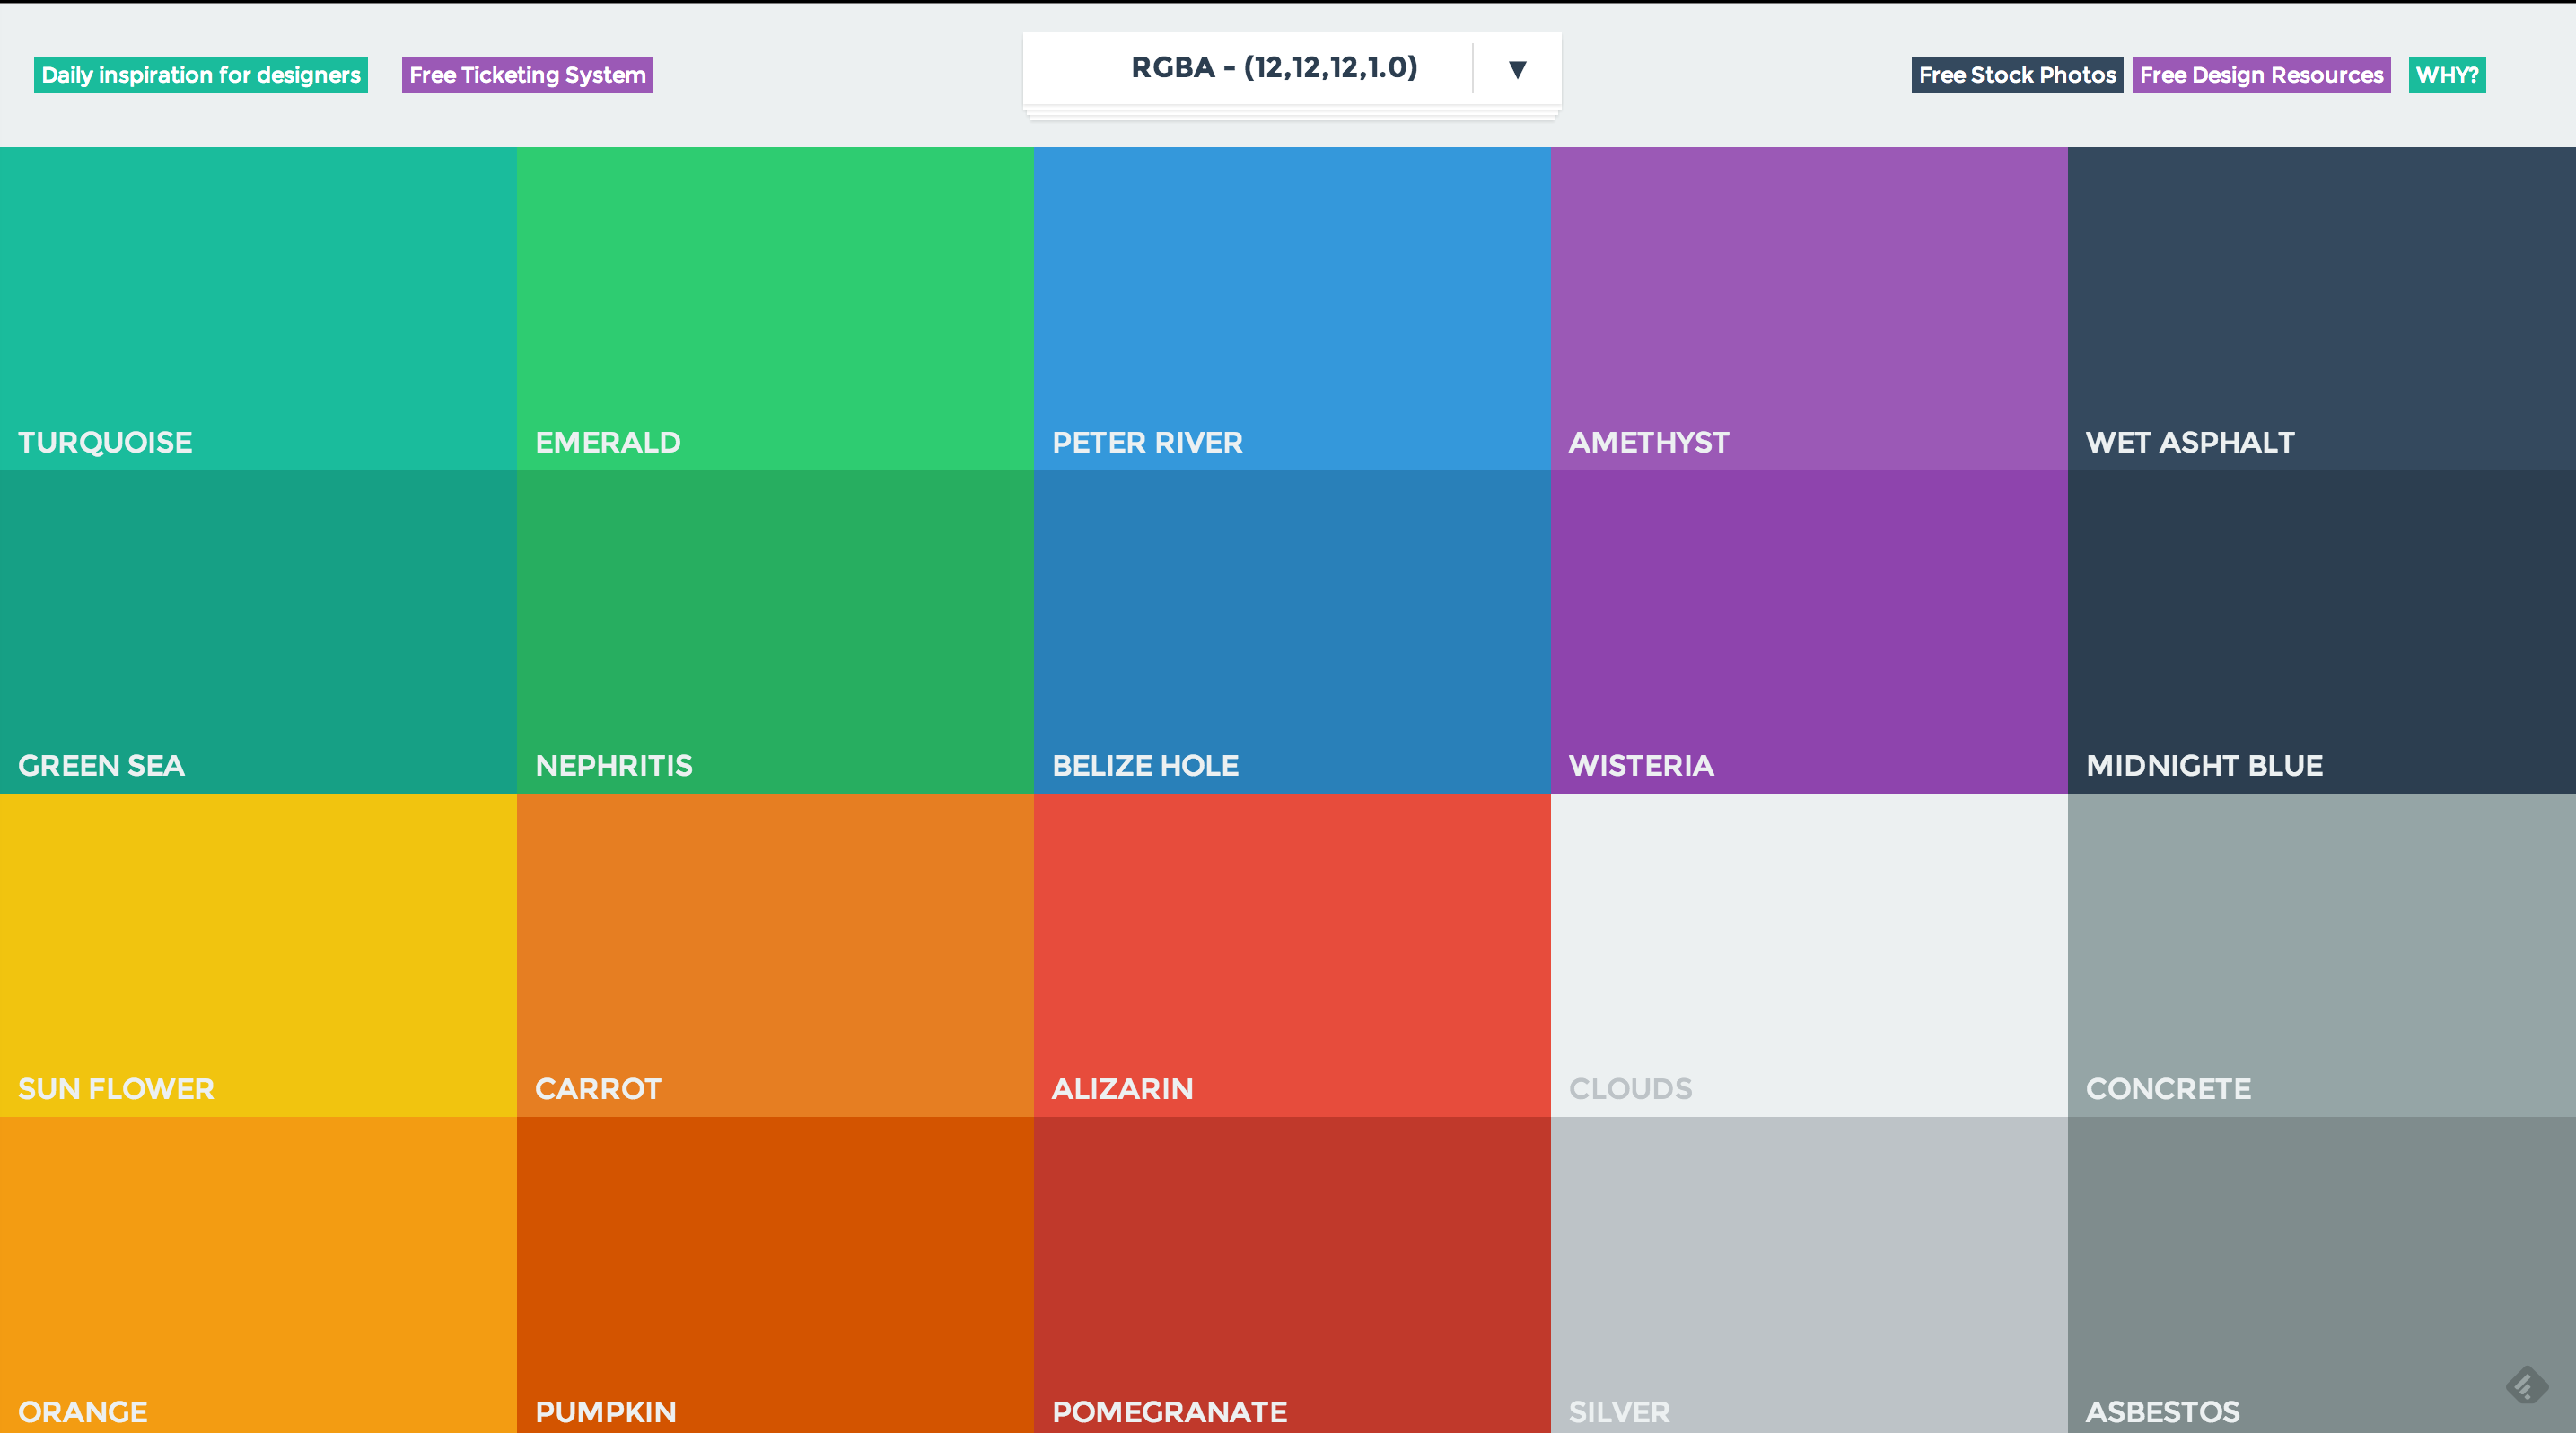 Daily inspiration for designers
Free Ticketing System
RGBA - (12,12,12,1.0)
Free Stock Photos
Free Design Resources
WHY?
TURQUOISE
EMERALD
PETER RIVER
AMETHYST
WET ASPHALT
GREEN SEA
NEPHRITIS
BELIZE HOLE
WISTERIA
MIDNIGHT BLUE
SUN FLOWER
CARROT
ALIZARIN
CLOUDS
CONCRETE
ORANGE
PUMPKIN
POMEGRANATE
SILVER
ASBESTOS